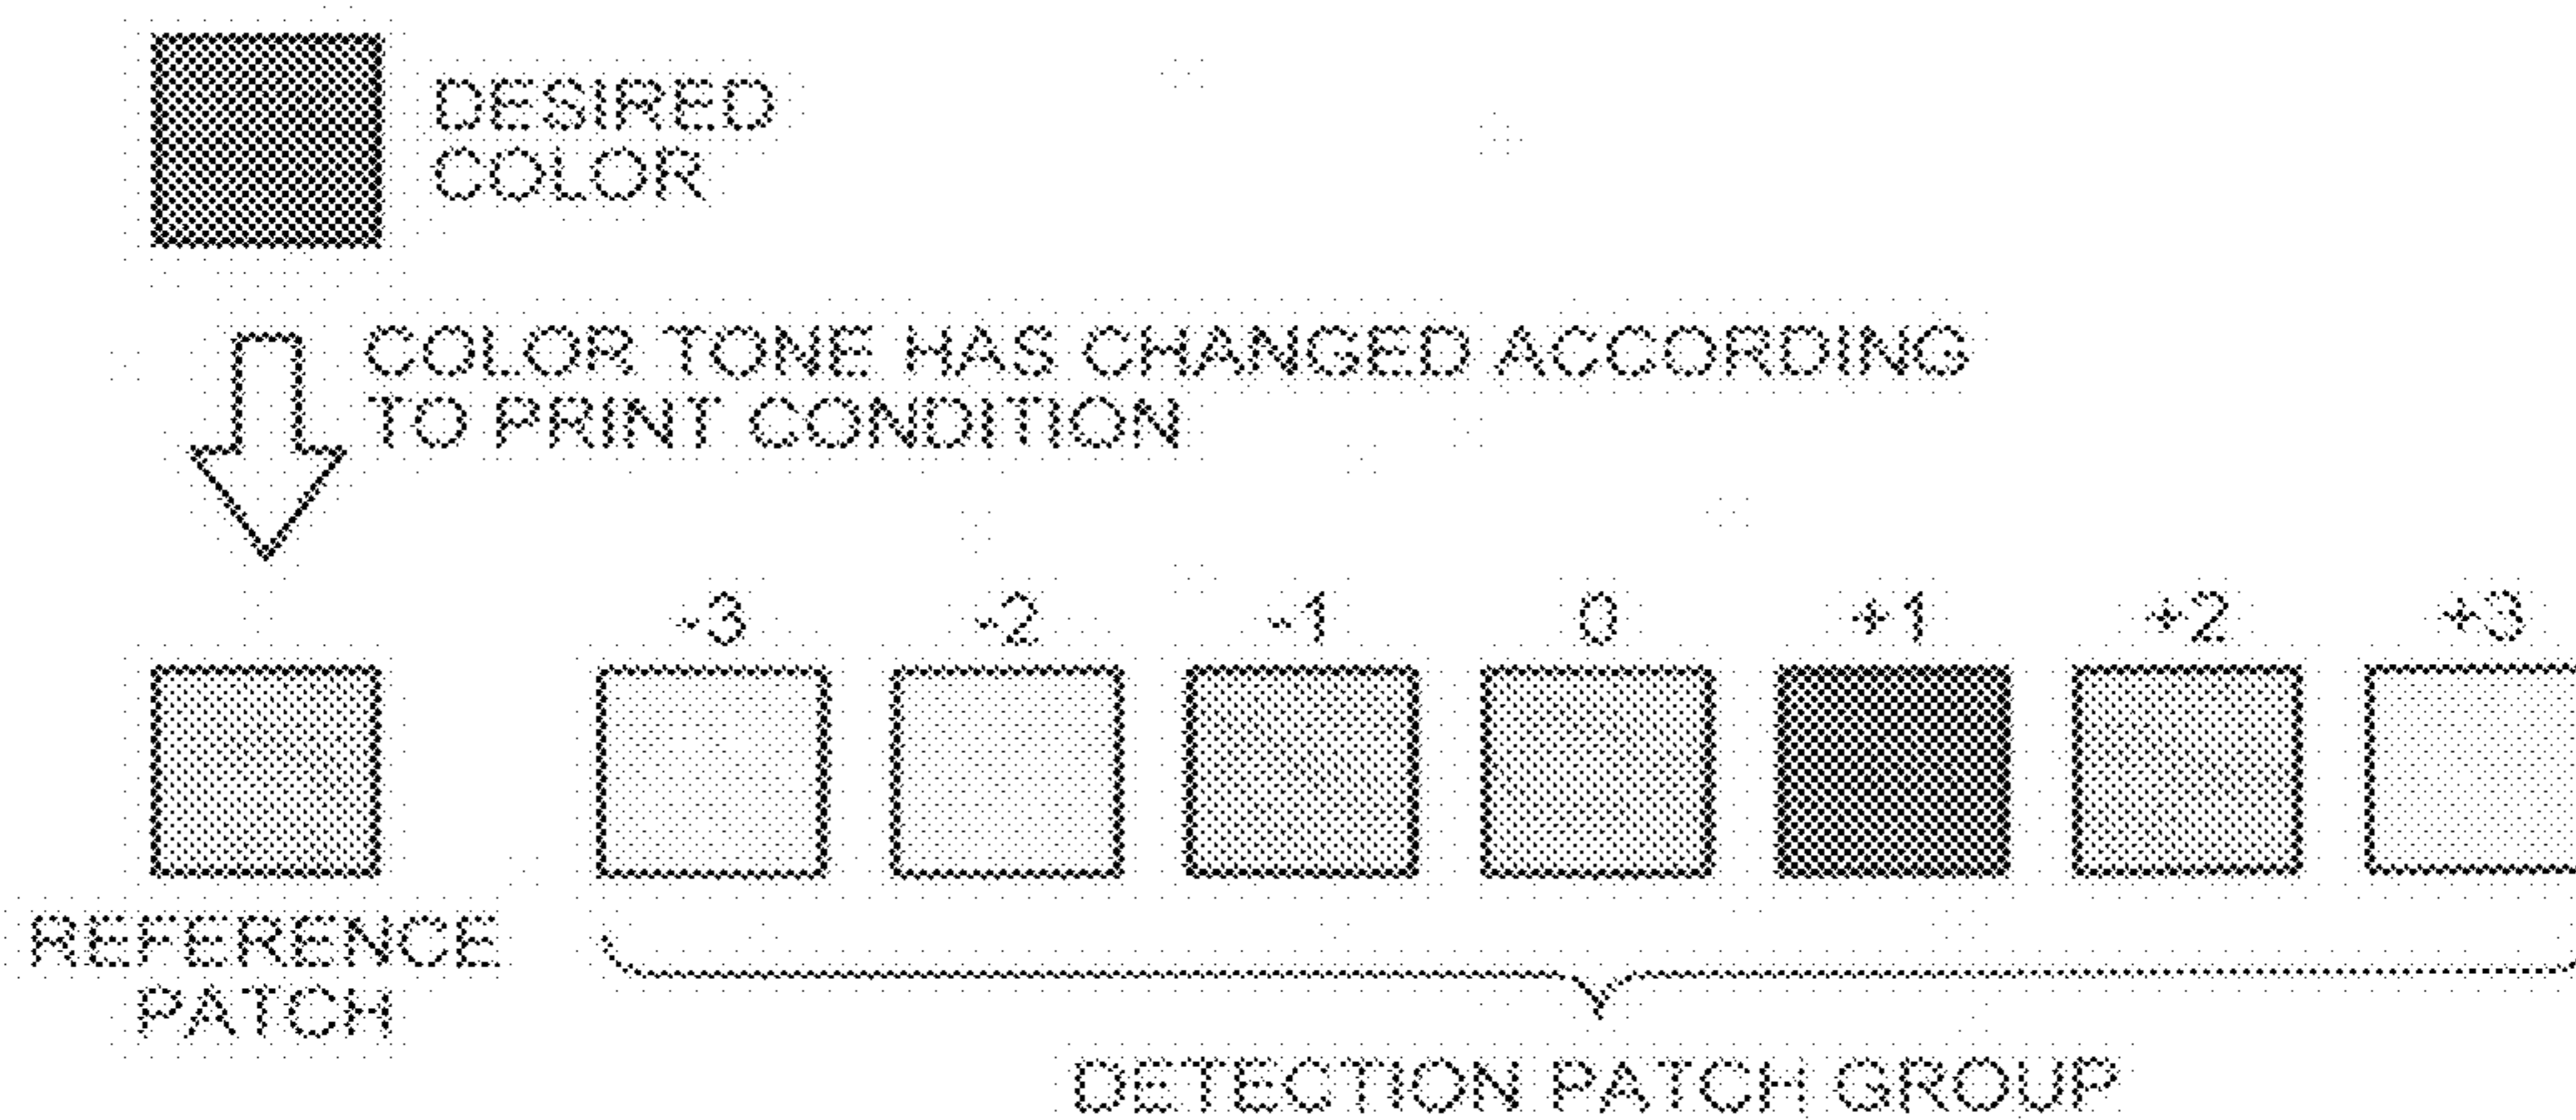 DESIRED
COLOR
COLOR TONE HAS CHANGED ACCORDING
TO PRINT CONDITION
-3 -2 -1 0 +1 +2 +3
REFERENCE
PATCH
DETECTION PATCH GROUP